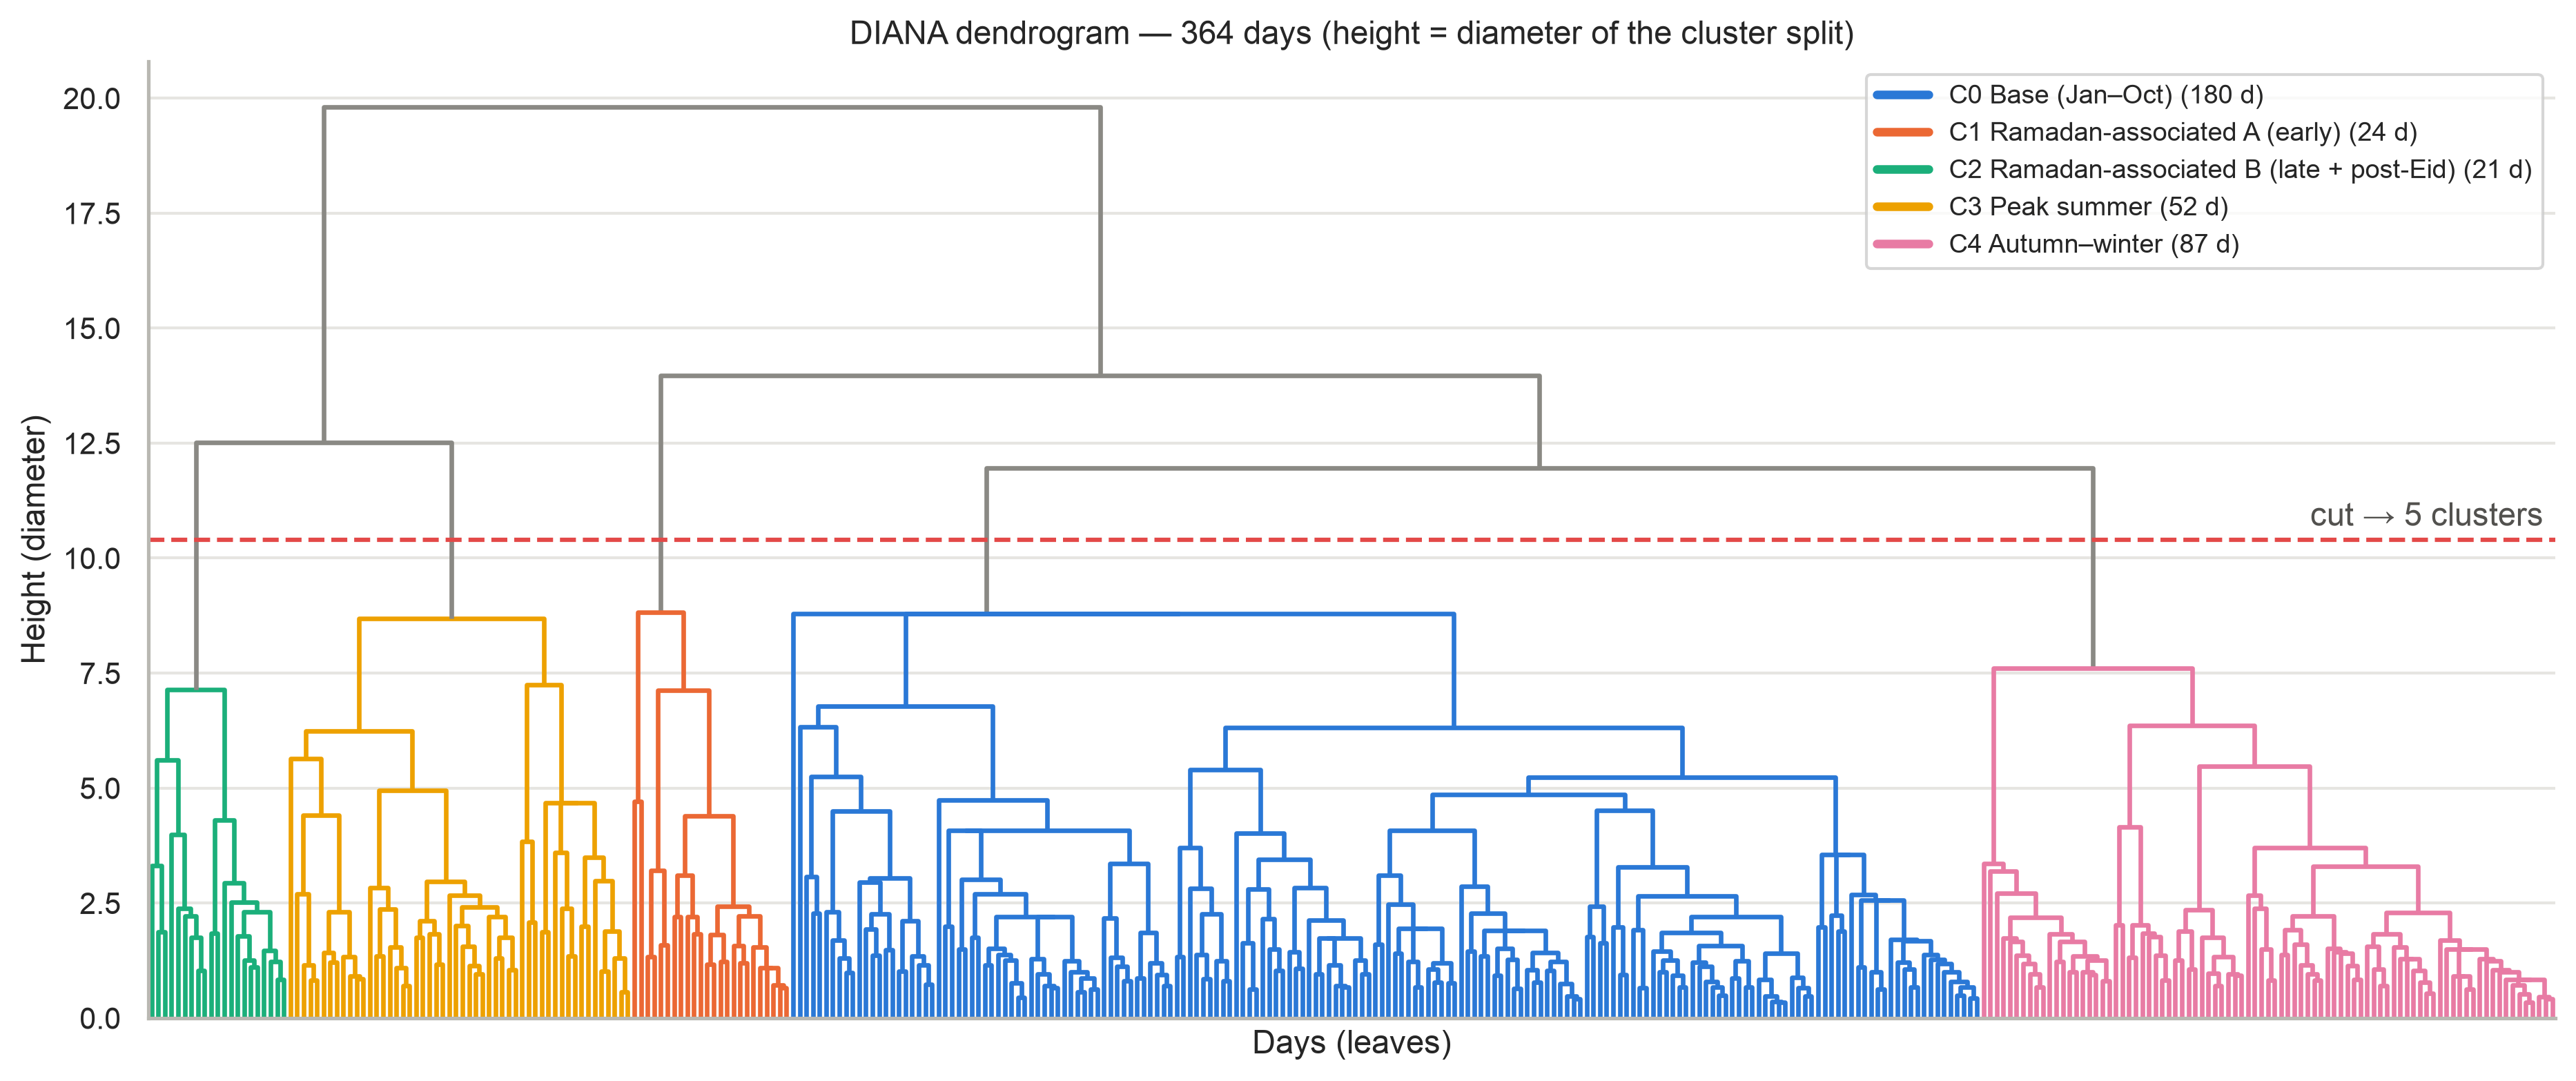 DIANA dendrogram — 364 days (height = diameter of the cluster split)
C0 Base (Jan–Oct) (180 d)
C1 Ramadan-associated A (early) (24 d)
C2 Ramadan-associated B (late + post-Eid) (21 d)
C3 Peak summer (52 d)
C4 Autumn–winter (87 d)
20.0
17.5
15.0
12.5
10.0
7.5
5.0
2.5
0.0
Height (diameter)
cut → 5 clusters
Days (leaves)